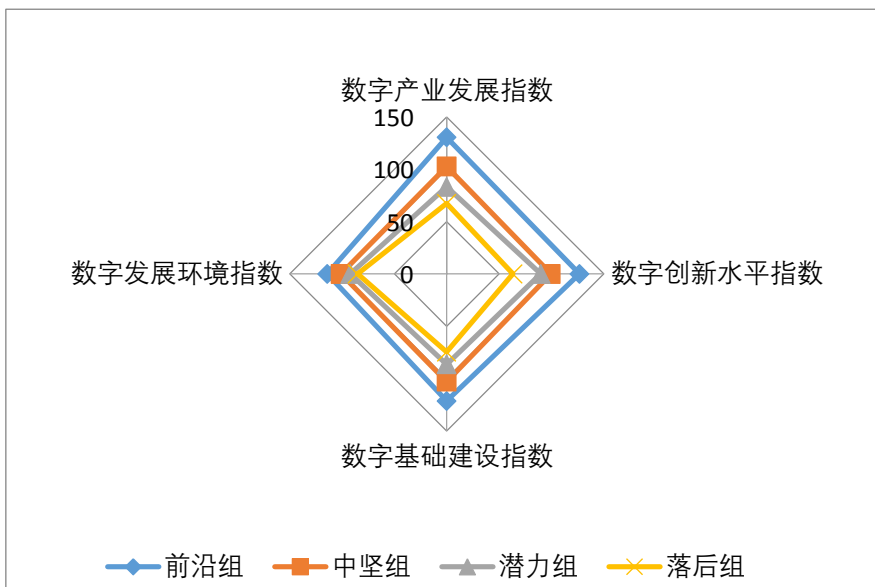 数字产业发展指数
150
100
50
数字发展环境指数
0
数字创新水平指数
数字基础建设指数
前沿组 中坚组 潜力组 落后组